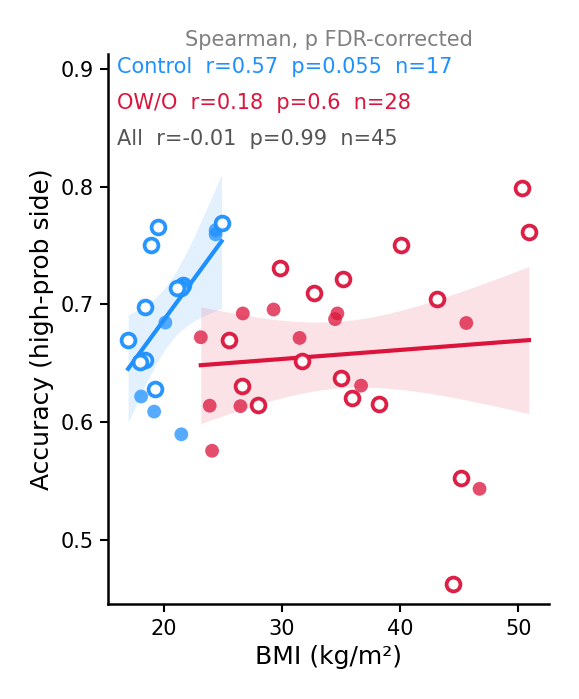 Spearman, p FDR-corrected
Control r=0.57 p=0.055 n=17
OW/O r=0.18 p=0.6 n=28
All r=-0.01 p=0.99 n=45
0.9
0.8
0.7
0.6
0.5
Accuracy (high-prob side)
20 30 40 50
BMI (kg/m²)